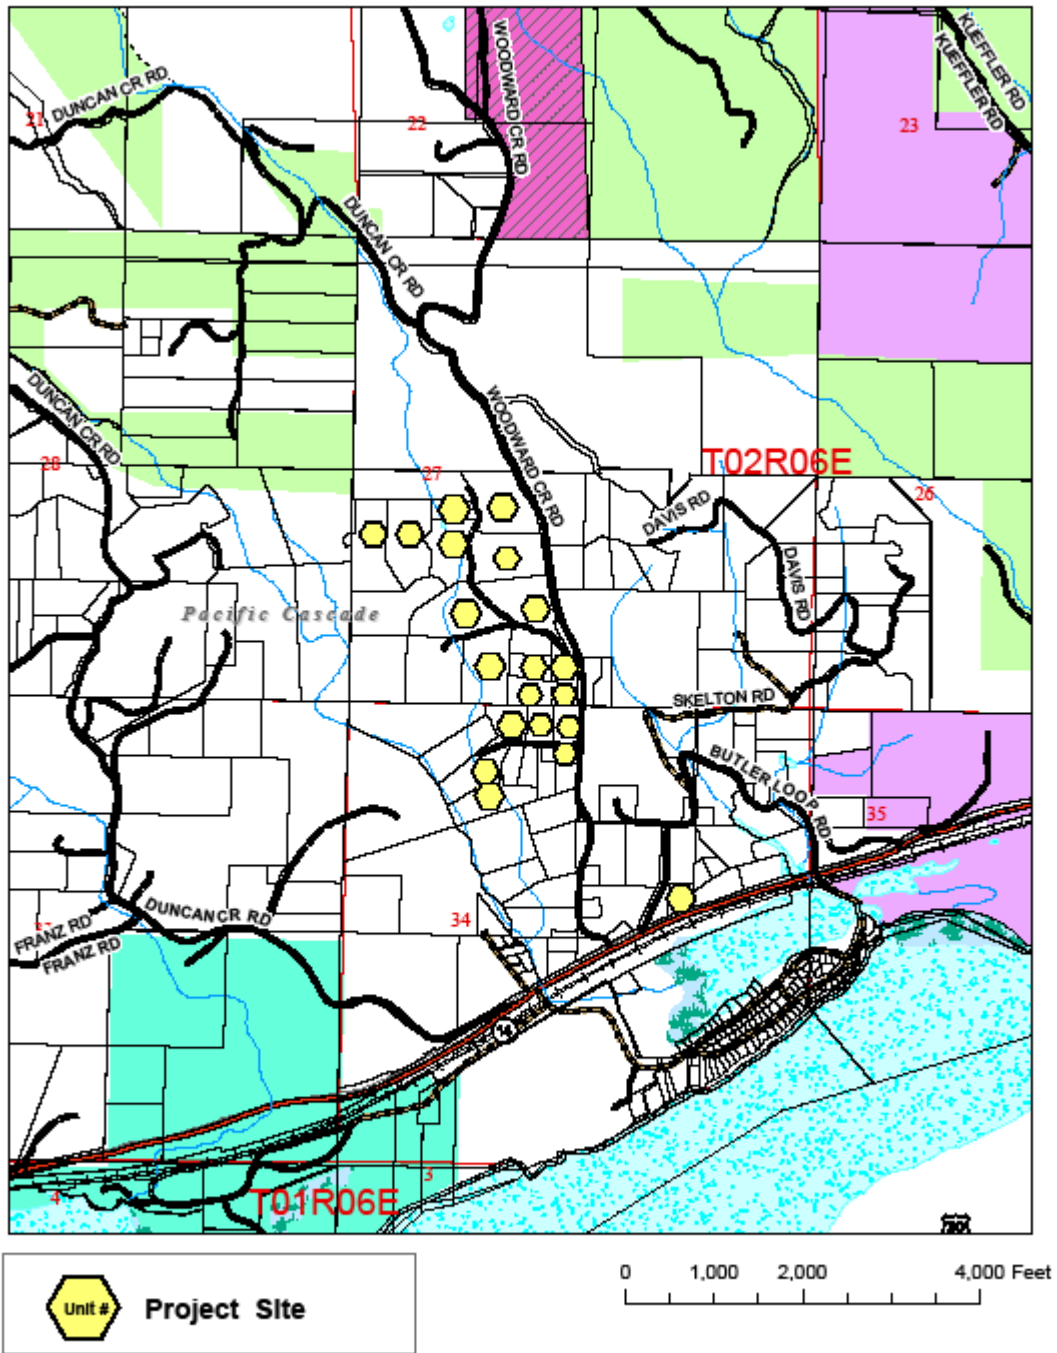 KUEFFLER RD
KUEFFLER RD
WOODWARD CR RD
DUNCAN CR RD
21
22
23
DUNCAN CR RD
DUNCAN CR RD
WOODWARD CR RD
T02R06E
28
27
26
DAVIS RD
DAVIS RD
Pacific Cascade
SKELTON RD
BUTLER LOOP RD
35
DUNCAN CR RD
34
FRANZ RD
FRANZ RD
14
3
4
T01R06E
Unit #
Project Site
0 1,000 2,000 4,000 Feet